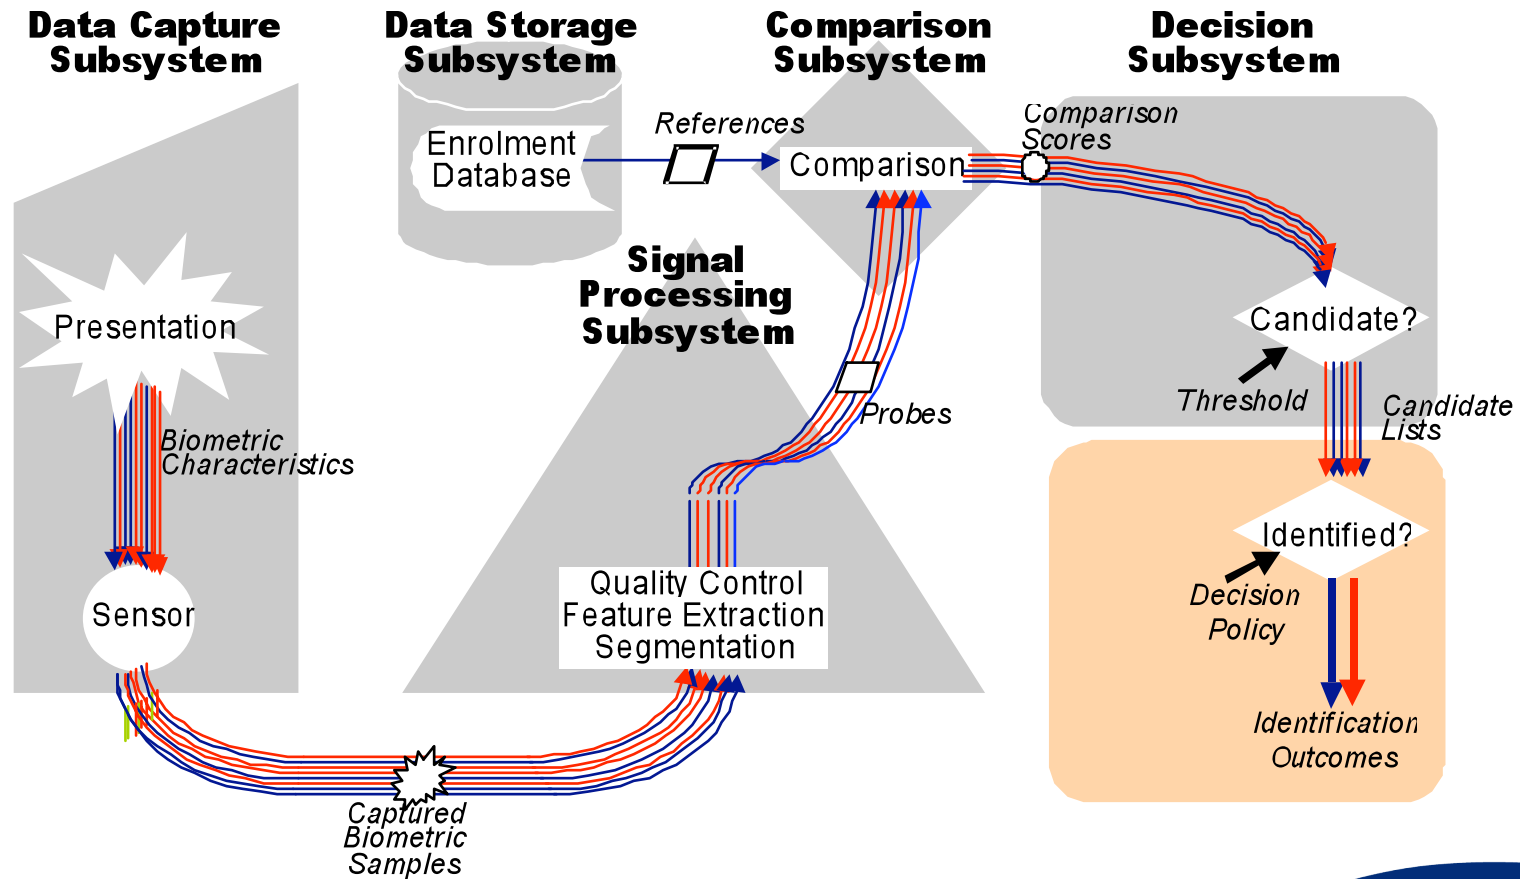 Data Capture
Subsystem
Data Storage
Subsystem
Comparison
Subsystem
Decision
Subsystem
Enrolment
Database
References
Comparison
Comparison
Scores
Signal
Processing
Subsystem
Presentation
Candidate?
Threshold
Probes
Candidate
Lists
Biometric
Characteristics
Identified?
Decision
Policy
Sensor
Quality Control
Feature Extraction
Segmentation
Identification
Outcomes
Captured
Biometric
Samples